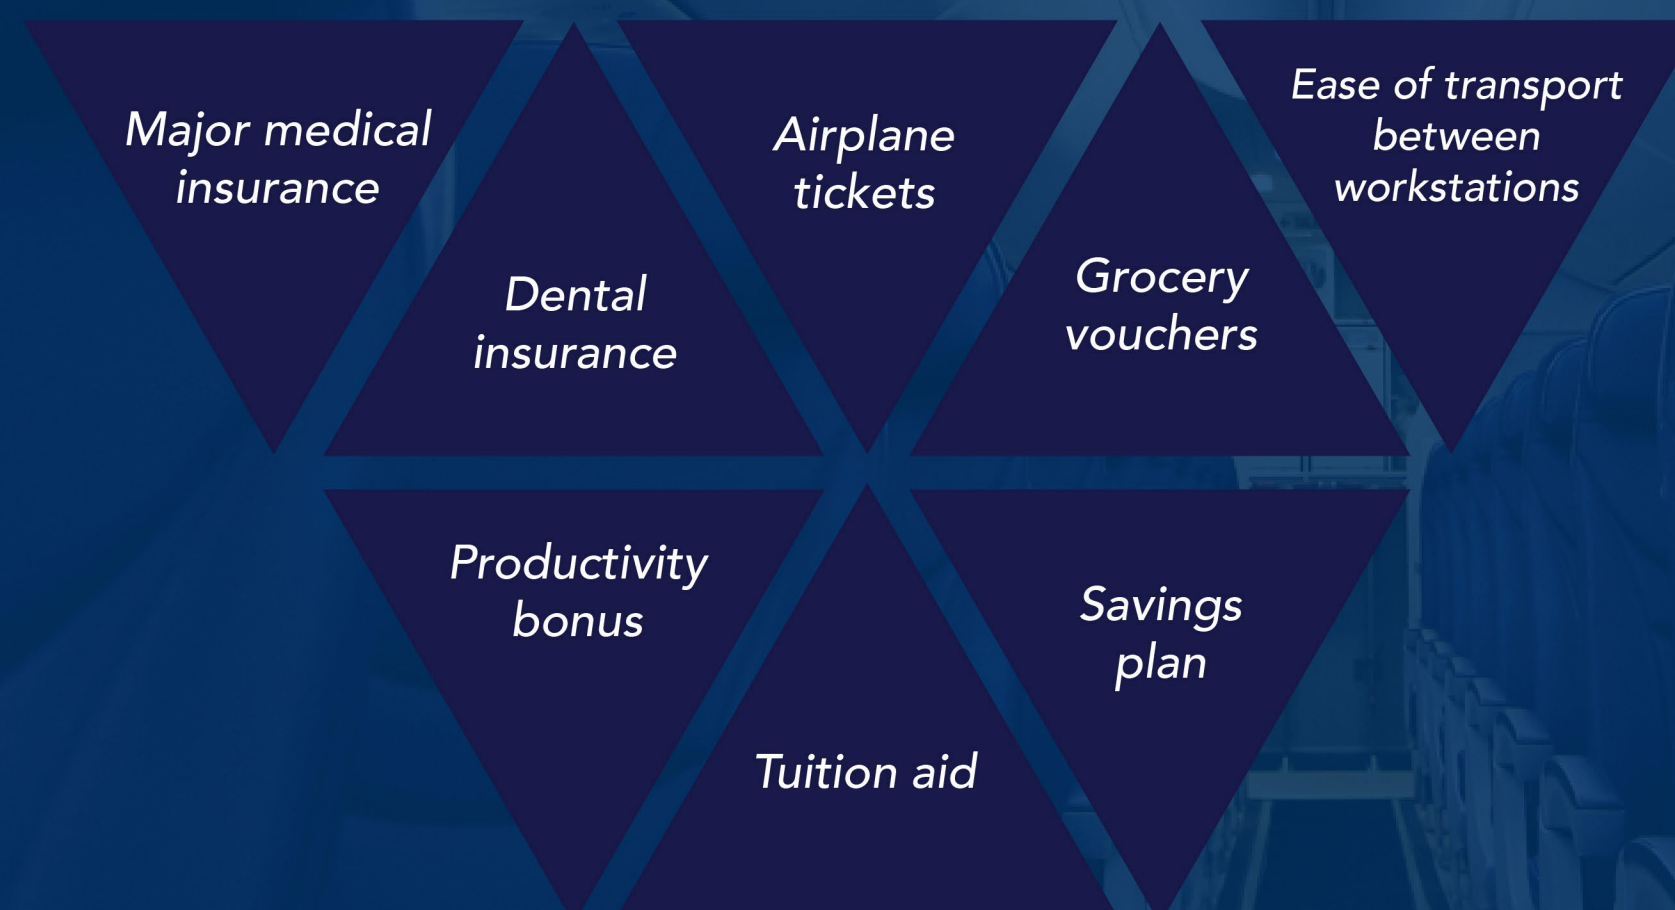 Major medical
insurance
Dental
insurance
Airplane
tickets
Grocery
vouchers
Ease of transport
between
workstations
Productivity
bonus
Tuition aid
Savings
plan